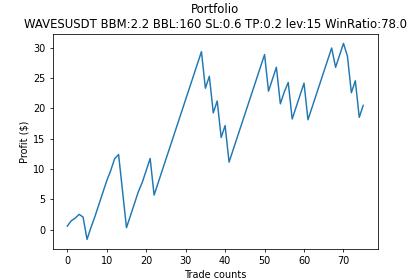 Portfolio
WAVESUSDT BBM:2.2 BBL:160 SL:0.6 TP:0.2 lev:15 WinRatio:78.0
30
25
20
15
10
5
0
Profit ($)
0 10 20 30 40 50 60 70
Trade counts